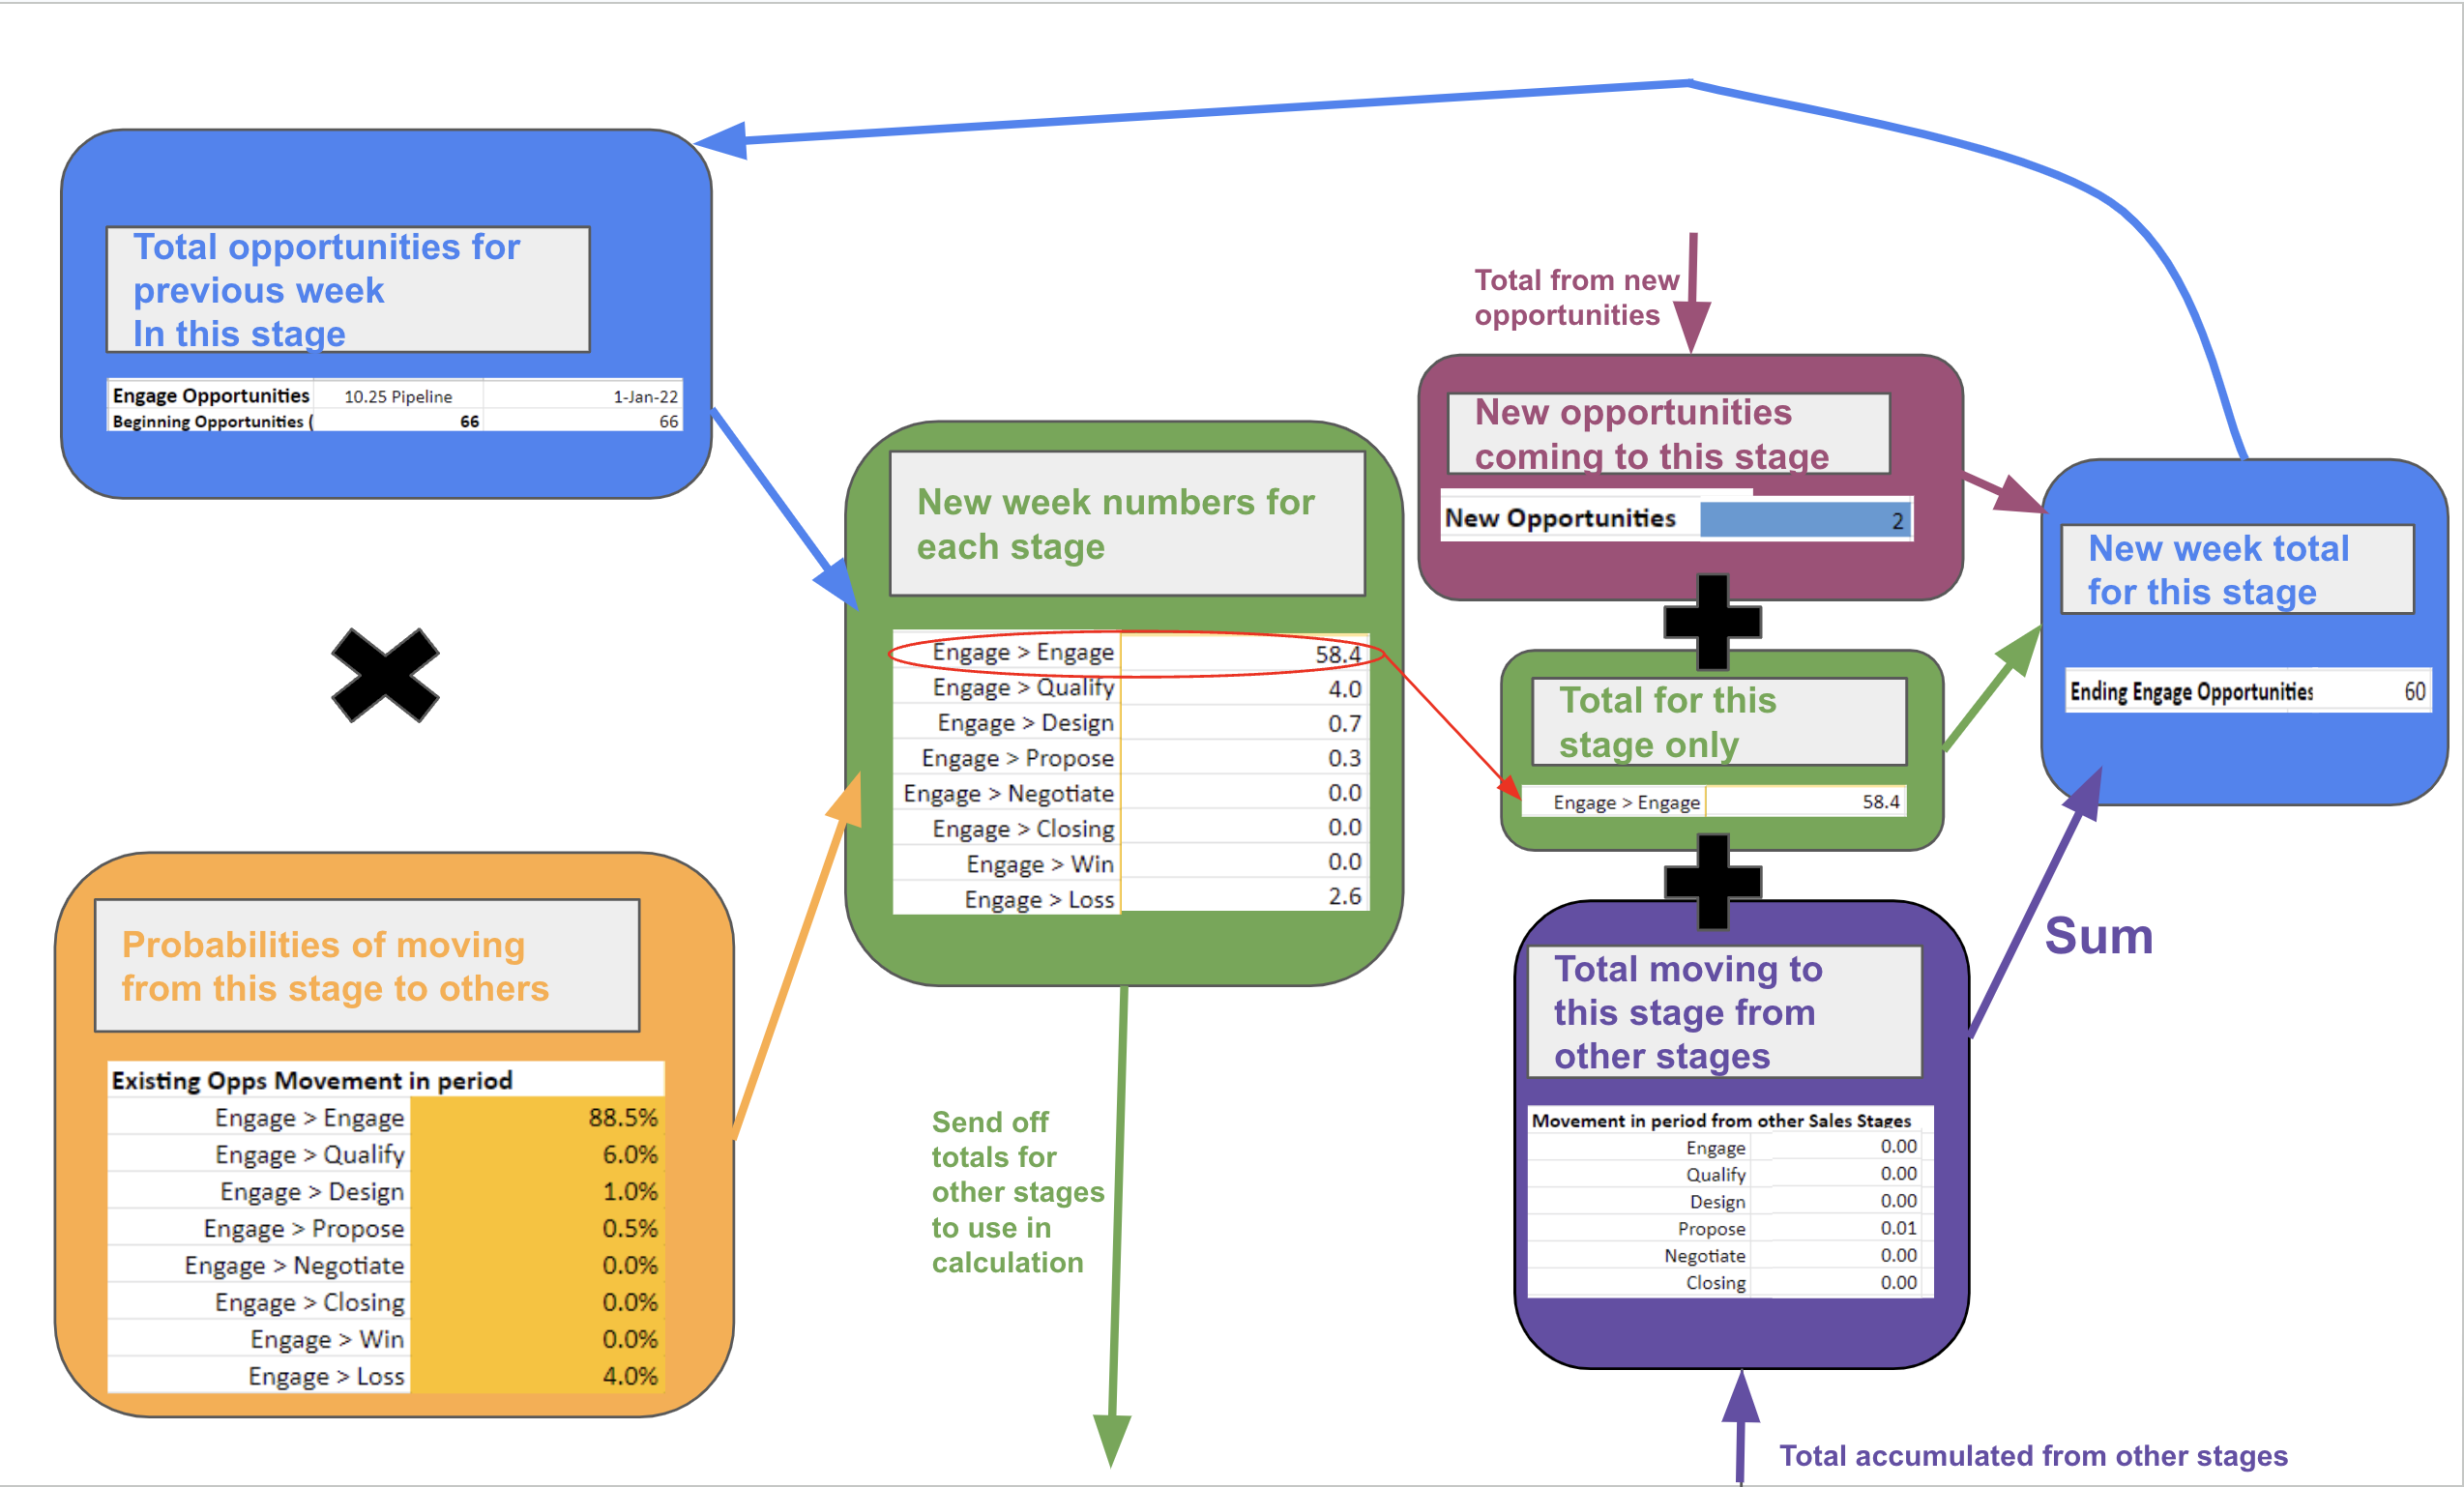 Total opportunities for
previous week
In this stage
Engage Opportunities 10.25 Pipeline 1-Jan-22
Beginning Opportunities ( 66 66
Probabilities of moving
from this stage to others
Existing Opps Movement in period
Engage > Engage 88.5%
Engage > Qualify 6.0%
Engage > Design 1.0%
Engage > Propose 0.5%
Engage > Negotiate 0.0%
Engage > Closing 0.0%
Engage > Win 0.0%
Engage > Loss 4.0%
New week numbers for
each stage
Engage > Engage 58.4
Engage > Qualify 4.0
Engage > Design 0.7
Engage > Propose 0.3
Engage > Negotiate 0.0
Engage > Closing 0.0
Engage > Win 0.0
Engage > Loss 2.6
Send off
totals for
other stages
to use in
calculation
Total from new
opportunities
New opportunities
coming to this stage
New Opportunities 2
Total for this
stage only
Engage > Engage 58.4
Total moving to
this stage from
other stages
Movement in period from other Sales Stages
Engage 0.00
Qualify 0.00
Design 0.00
Propose 0.01
Negotiate 0.00
Closing 0.00
Total accumulated from other stages
Sum
New week total
for this stage
Ending Engage Opportunities 60